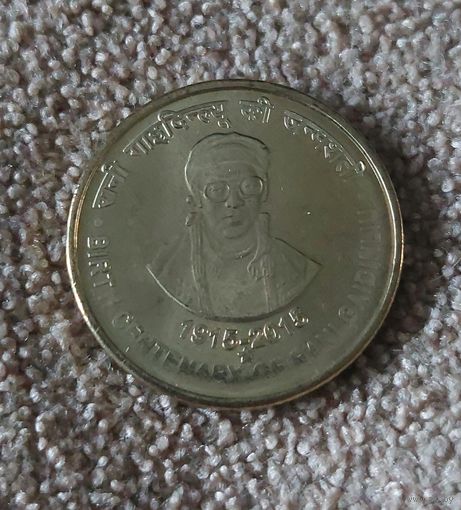 रानी गाइदिन्ल्यू की जन्मशती
1915-2015
BIRTH CENTENARY OF RANI GAIDINLIU